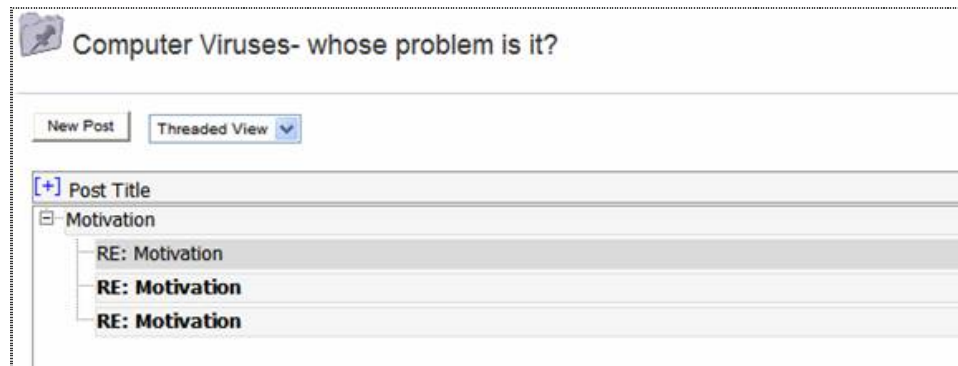 Computer Viruses- whose problem is it?
New Post Threaded View
[+] Post Title
Motivation
RE: Motivation
RE: Motivation
RE: Motivation